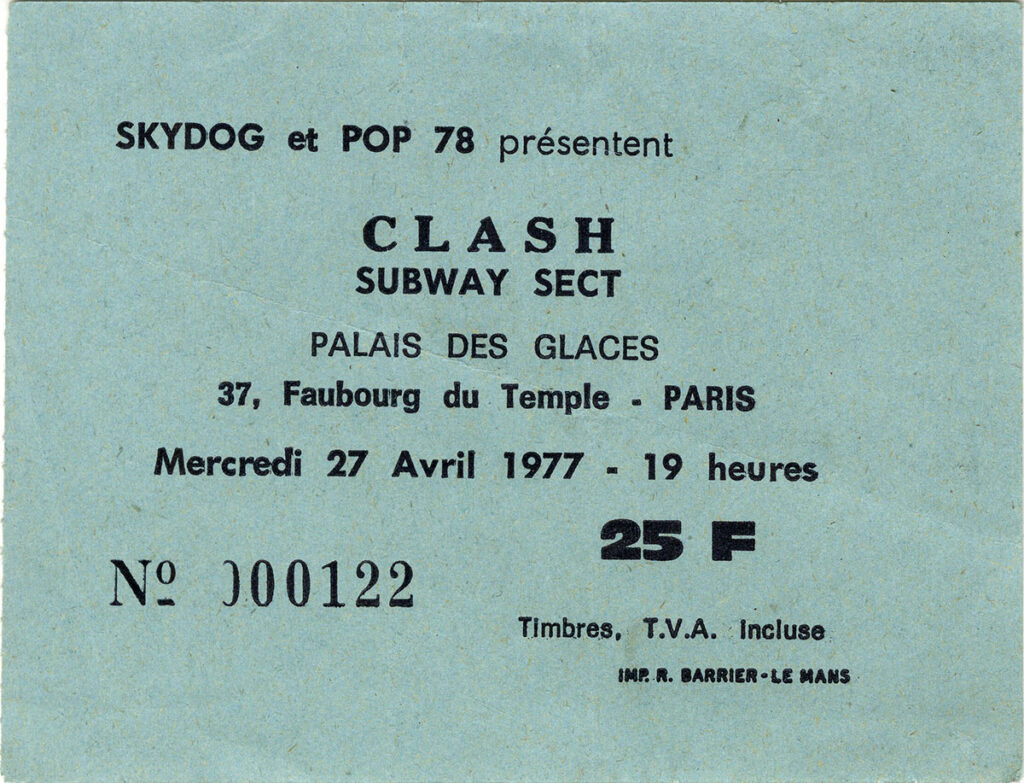 SKYDOG et POP 78 présentent
CLASH
SUBWAY SECT
PALAIS DES GLACES
37, Faubourg du Temple - PARIS
Mercredi 27 Avril 1977 - 19 heures
25 F
Nº 000122
Timbres, T.V.A. incluse
IMP. R. BARRIER-LE MANS